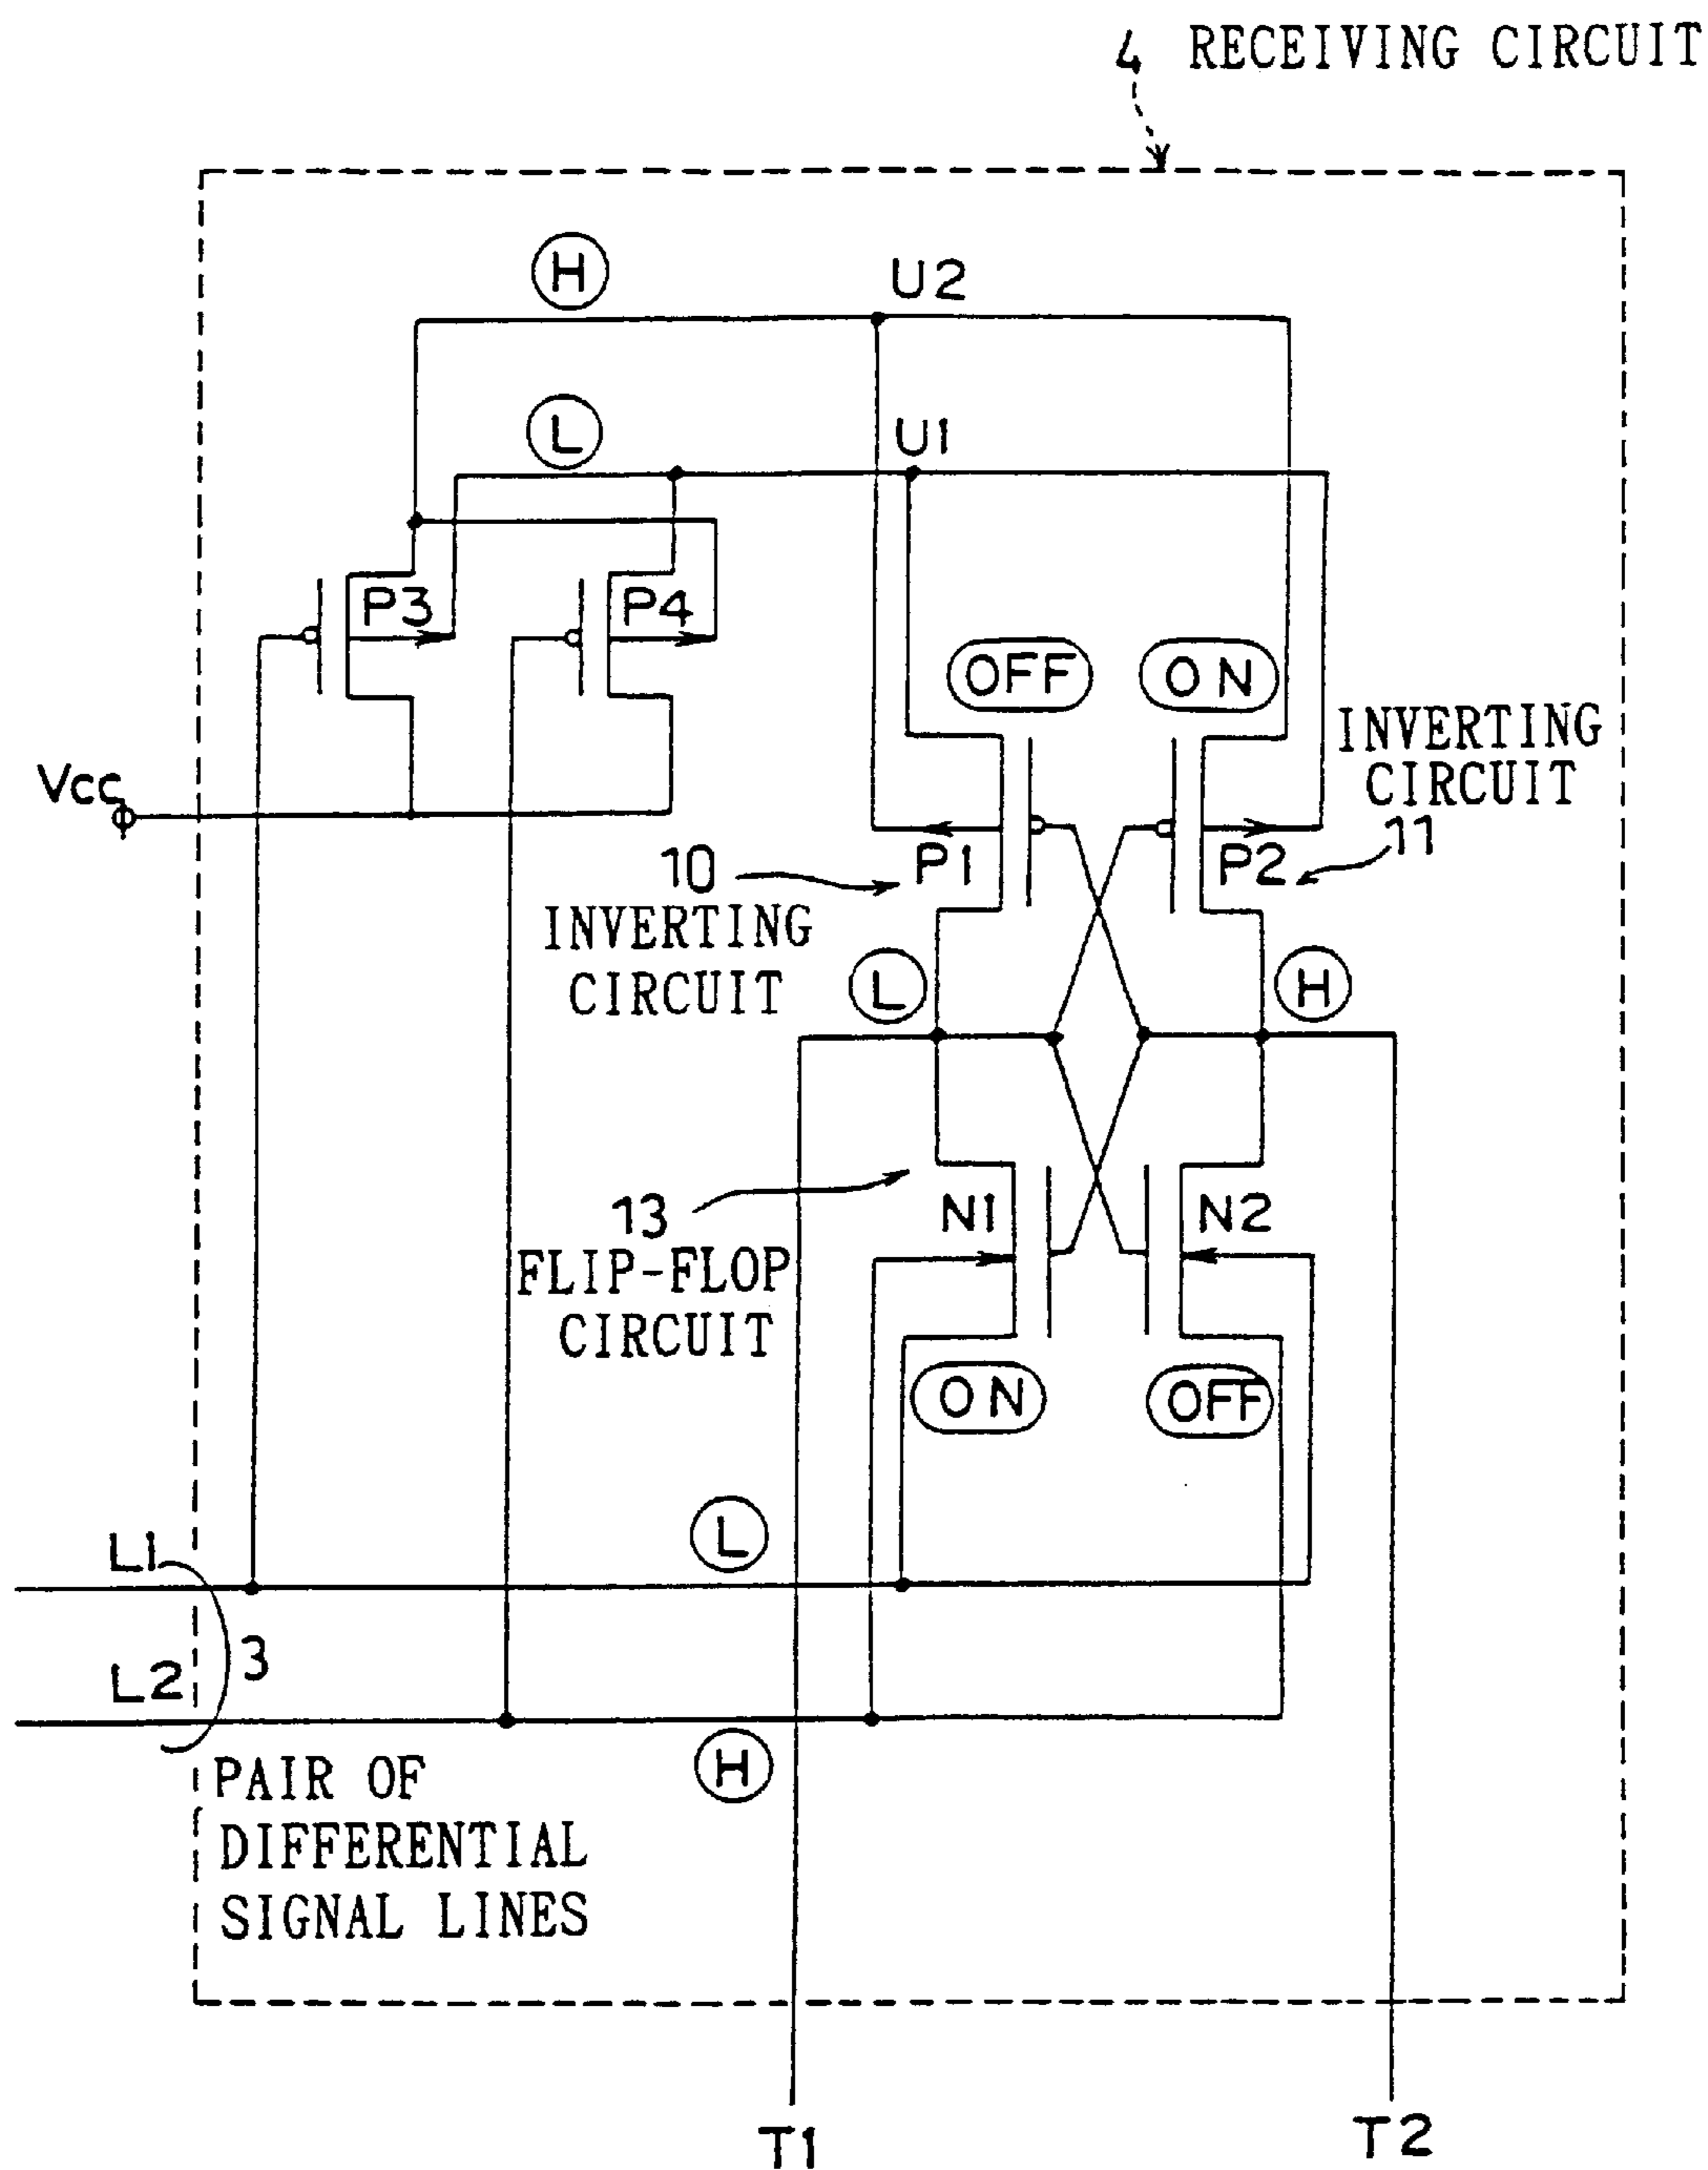 4 RECEIVING CIRCUIT
H
U2
L
U1
P3
P4
OFF
ON
INVERTING
CIRCUIT
11
Vcc
P1
P2
10
INVERTING
CIRCUIT
L
H
13
FLIP-FLOP
CIRCUIT
N1
N2
ON
OFF
L
L1
3
L2
H
PAIR OF
DIFFERENTIAL
SIGNAL LINES
T1
T2